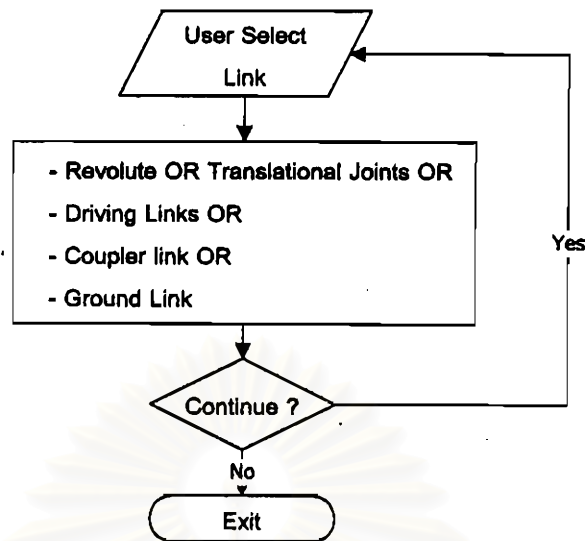 User Select
Link
- Revolute OR Translational Joints OR
- Driving Links OR
- Coupler link OR
- Ground Link
Yes
Continue ?
No
Exit